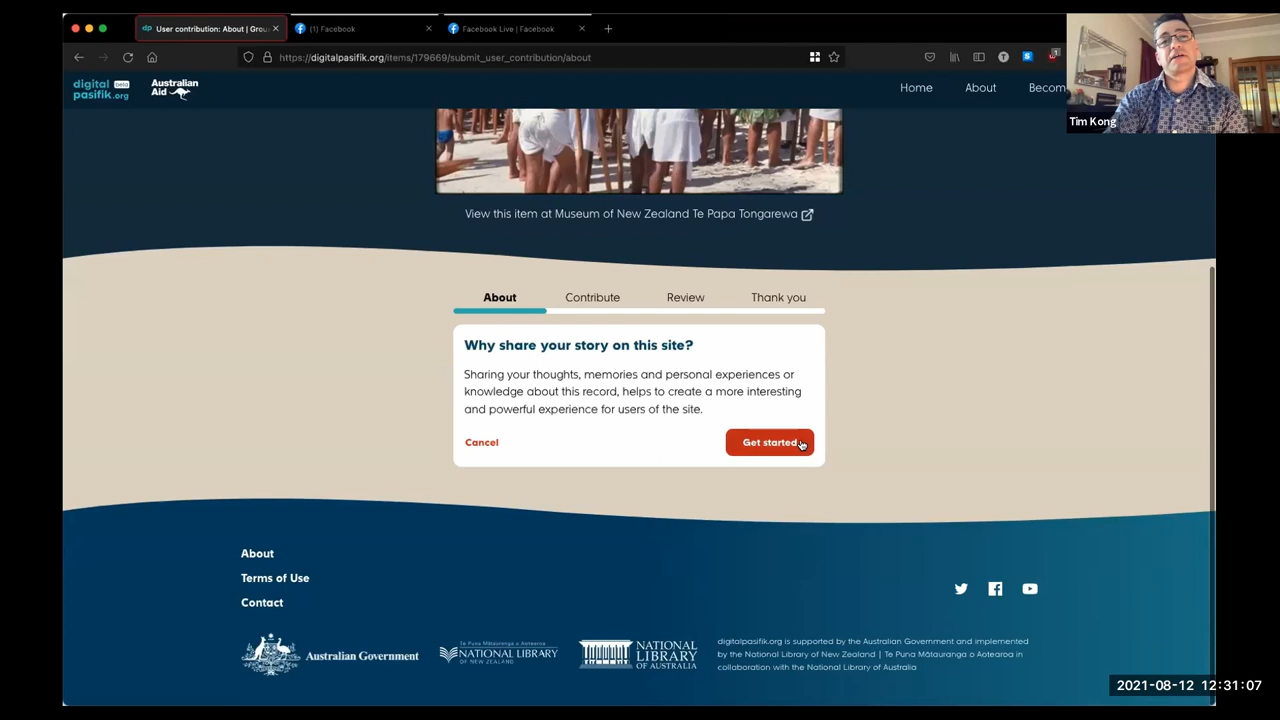 User contribution: About | Grou
(1) Facebook
Facebook Live | Facebook
https://digitalpasifik.org/items/179669/submit_user_contribution/about
digital beta
pasifik.org
Australian
Aid
Home
About
Becom
Tim Kong
View this item at Museum of New Zealand Te Papa Tongarewa
About
Contribute
Review
Thank you
Why share your story on this site?
Sharing your thoughts, memories and personal experiences or
knowledge about this record, helps to create a more interesting
and powerful experience for users of the site.
Cancel
Get started
About
Terms of Use
Contact
Australian Government
Te Puna Mātauranga o Aotearoa
NATIONAL LIBRARY
OF NEW ZEALAND
NATIONAL
LIBRARY
OF AUSTRALIA
digitalpasifik.org is supported by the Australian Government and implemented
by the National Library of New Zealand | Te Puna Mātauranga o Aotearoa in
collaboration with the National Library of Australia
2021-08-12 12:31:07